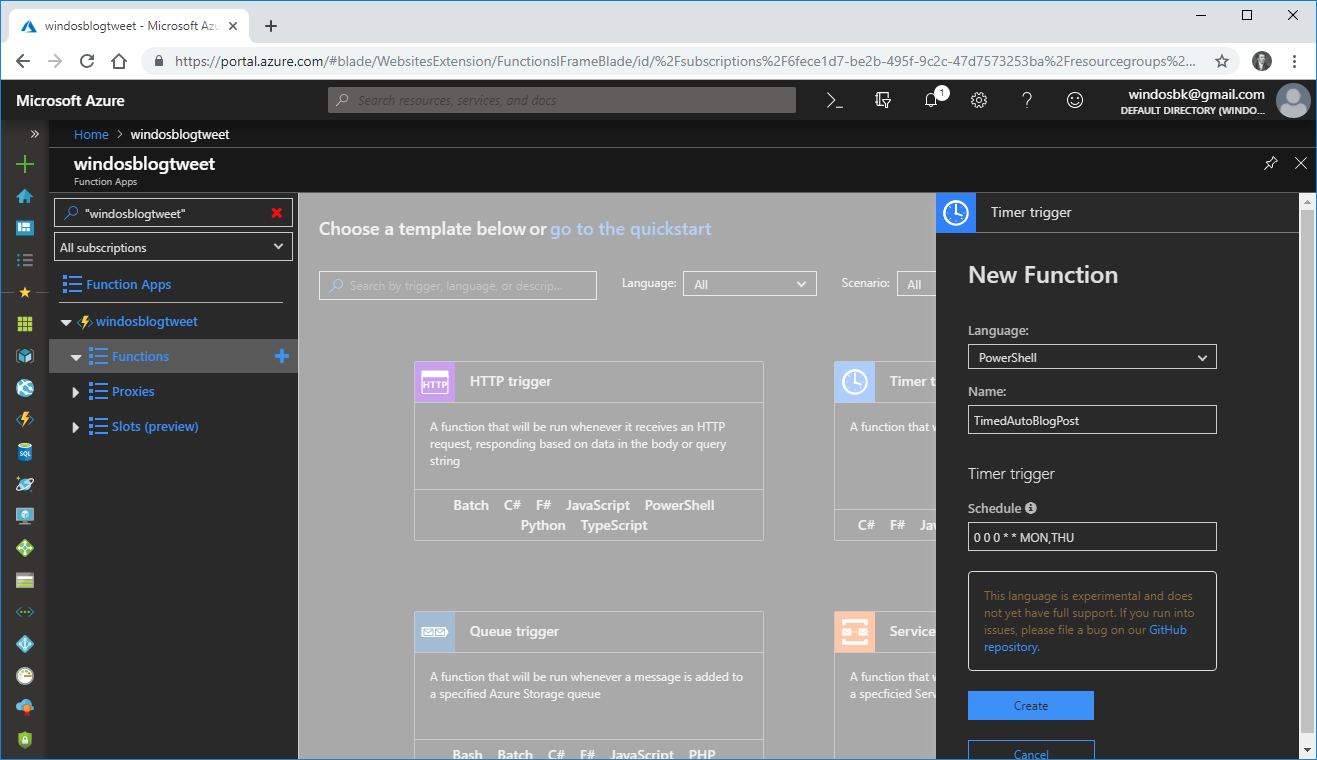 windosblogtweet - Microsoft Azu
https://portal.azure.com/#blade/WebsitesExtension/FunctionsIFrameBlade/id/%2Fsubscriptions%2F6fece1d7-be2b-495f-9c2c-47d7573253ba%2Fresourcegroups%2...
Microsoft Azure
Search resources, services, and docs
1
windosbk@gmail.com
DEFAULT DIRECTORY (WINDO...
Home > windosblogtweet
windosblogtweet
Function Apps
"windosblogtweet"
All subscriptions
Function Apps
windosblogtweet
Functions
Proxies
Slots (preview)
SQL
Choose a template below or go to the quickstart
Search by trigger, language, or descrip...
Language:
All
Scenario:
All
HTTP
HTTP trigger
A function that will be run whenever it receives an HTTP
request, responding based on data in the body or query
string
Batch C# F# JavaScript PowerShell
Python TypeScript
Timer t
A function that w
C# F# Jav
Queue trigger
A function that will be run whenever a message is added to
a specified Azure Storage queue
Bash Batch C# F# JavaScript PHP
Service
A function that w
a specficied Serv
Timer trigger
New Function
Language:
PowerShell
Name:
TimedAutoBlogPost
Timer trigger
Schedule
0 0 0 * * MON,THU
This language is experimental and does
not yet have full support. If you run into
issues, please file a bug on our GitHub
repository.
Create
Cancel